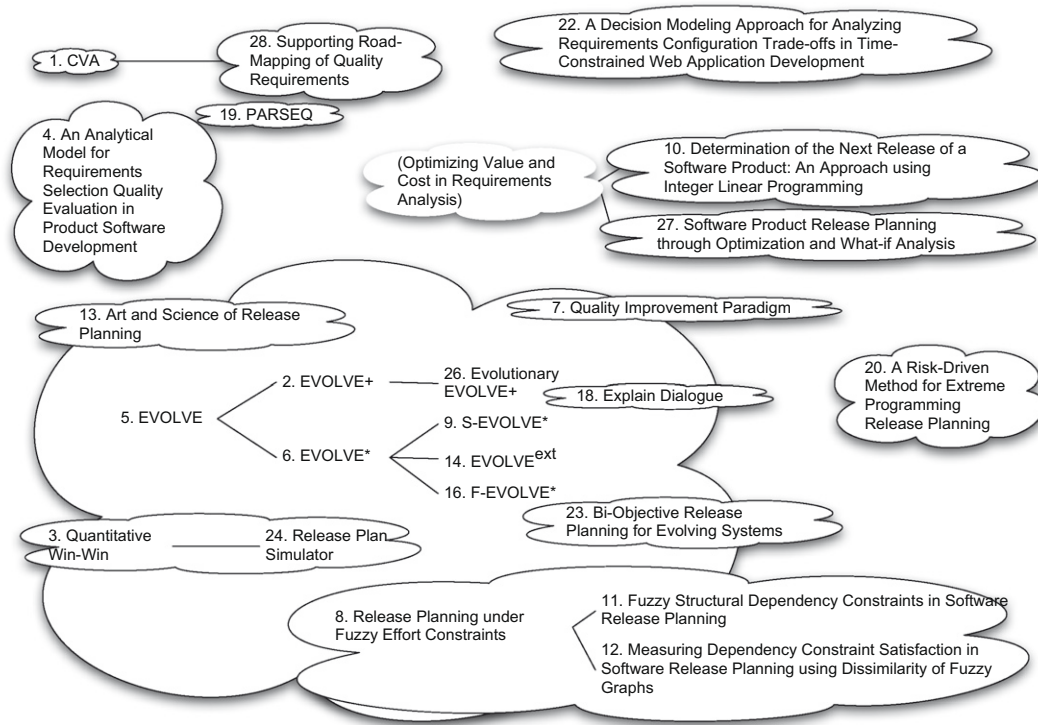 1. CVA
28. Supporting Road-
Mapping of Quality
Requirements
22. A Decision Modeling Approach for Analyzing
Requirements Configuration Trade-offs in Time-
Constrained Web Application Development
19. PARSEQ
4. An Analytical
Model for
Requirements
Selection Quality
Evaluation in
Product Software
Development
(Optimizing Value and
Cost in Requirements
Analysis)
10. Determination of the Next Release of a
Software Product: An Approach using
Integer Linear Programming
27. Software Product Release Planning
through Optimization and What-if Analysis
13. Art and Science of Release
Planning
7. Quality Improvement Paradigm
2. EVOLVE+
26. Evolutionary
EVOLVE+
18. Explain Dialogue
5. EVOLVE
9. S-EVOLVE*
6. EVOLVE*
14. EVOLVEext
16. F-EVOLVE*
20. A Risk-Driven
Method for Extreme
Programming
Release Planning
23. Bi-Objective Release
Planning for Evolving Systems
3. Quantitative
Win-Win
24. Release Plan
Simulator
8. Release Planning under
Fuzzy Effort Constraints
11. Fuzzy Structural Dependency Constraints in Software
Release Planning
12. Measuring Dependency Constraint Satisfaction in
Software Release Planning using Dissimilarity of Fuzzy
Graphs